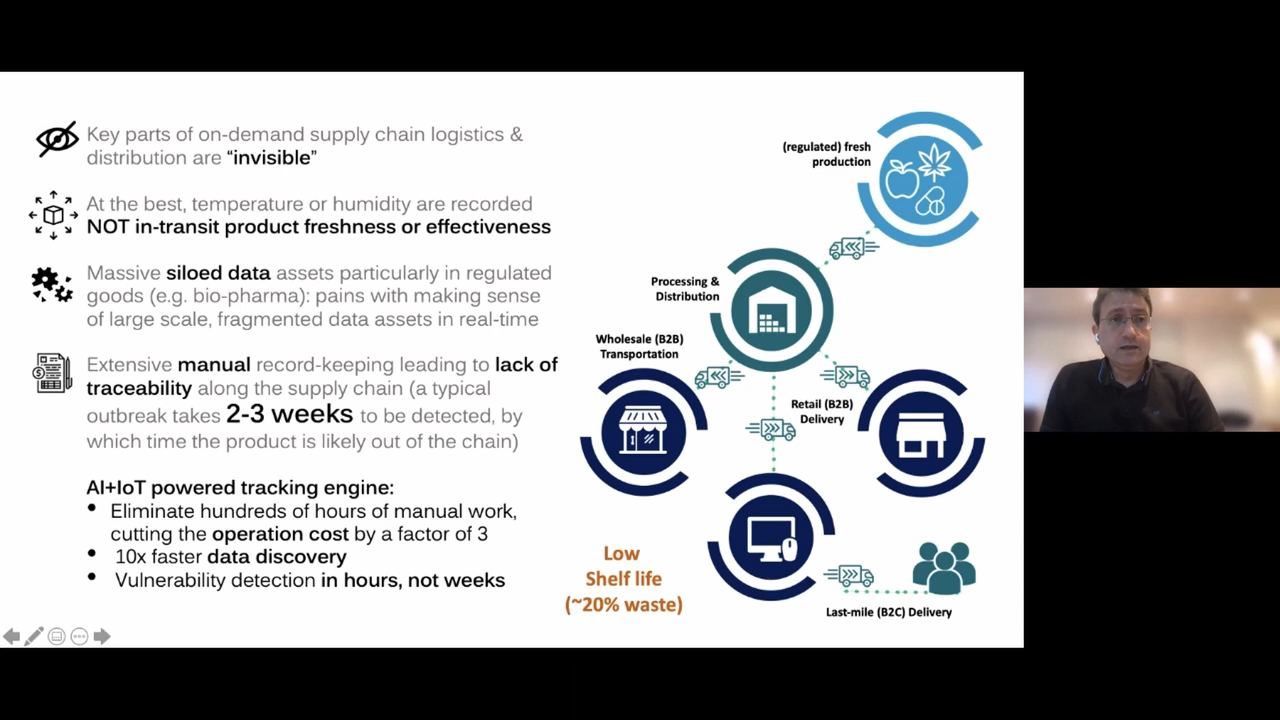 Key parts of on-demand supply chain logistics &
distribution are “invisible”
At the best, temperature or humidity are recorded
NOT in-transit product freshness or effectiveness
Massive siloed data assets particularly in regulated
goods (e.g. bio-pharma): pains with making sense
of large scale, fragmented data assets in real-time
Extensive manual record-keeping leading to lack of
traceability along the supply chain (a typical
outbreak takes 2-3 weeks to be detected, by
which time the product is likely out of the chain)
AI+IoT powered tracking engine:
• Eliminate hundreds of hours of manual work,
cutting the operation cost by a factor of 3
• 10x faster data discovery
• Vulnerability detection in hours, not weeks
(regulated) fresh
production
Processing &
Distribution
Wholesale (B2B)
Transportation
Retail (B2B)
Delivery
Low
Shelf life
(~20% waste)
Last-mile (B2C) Delivery